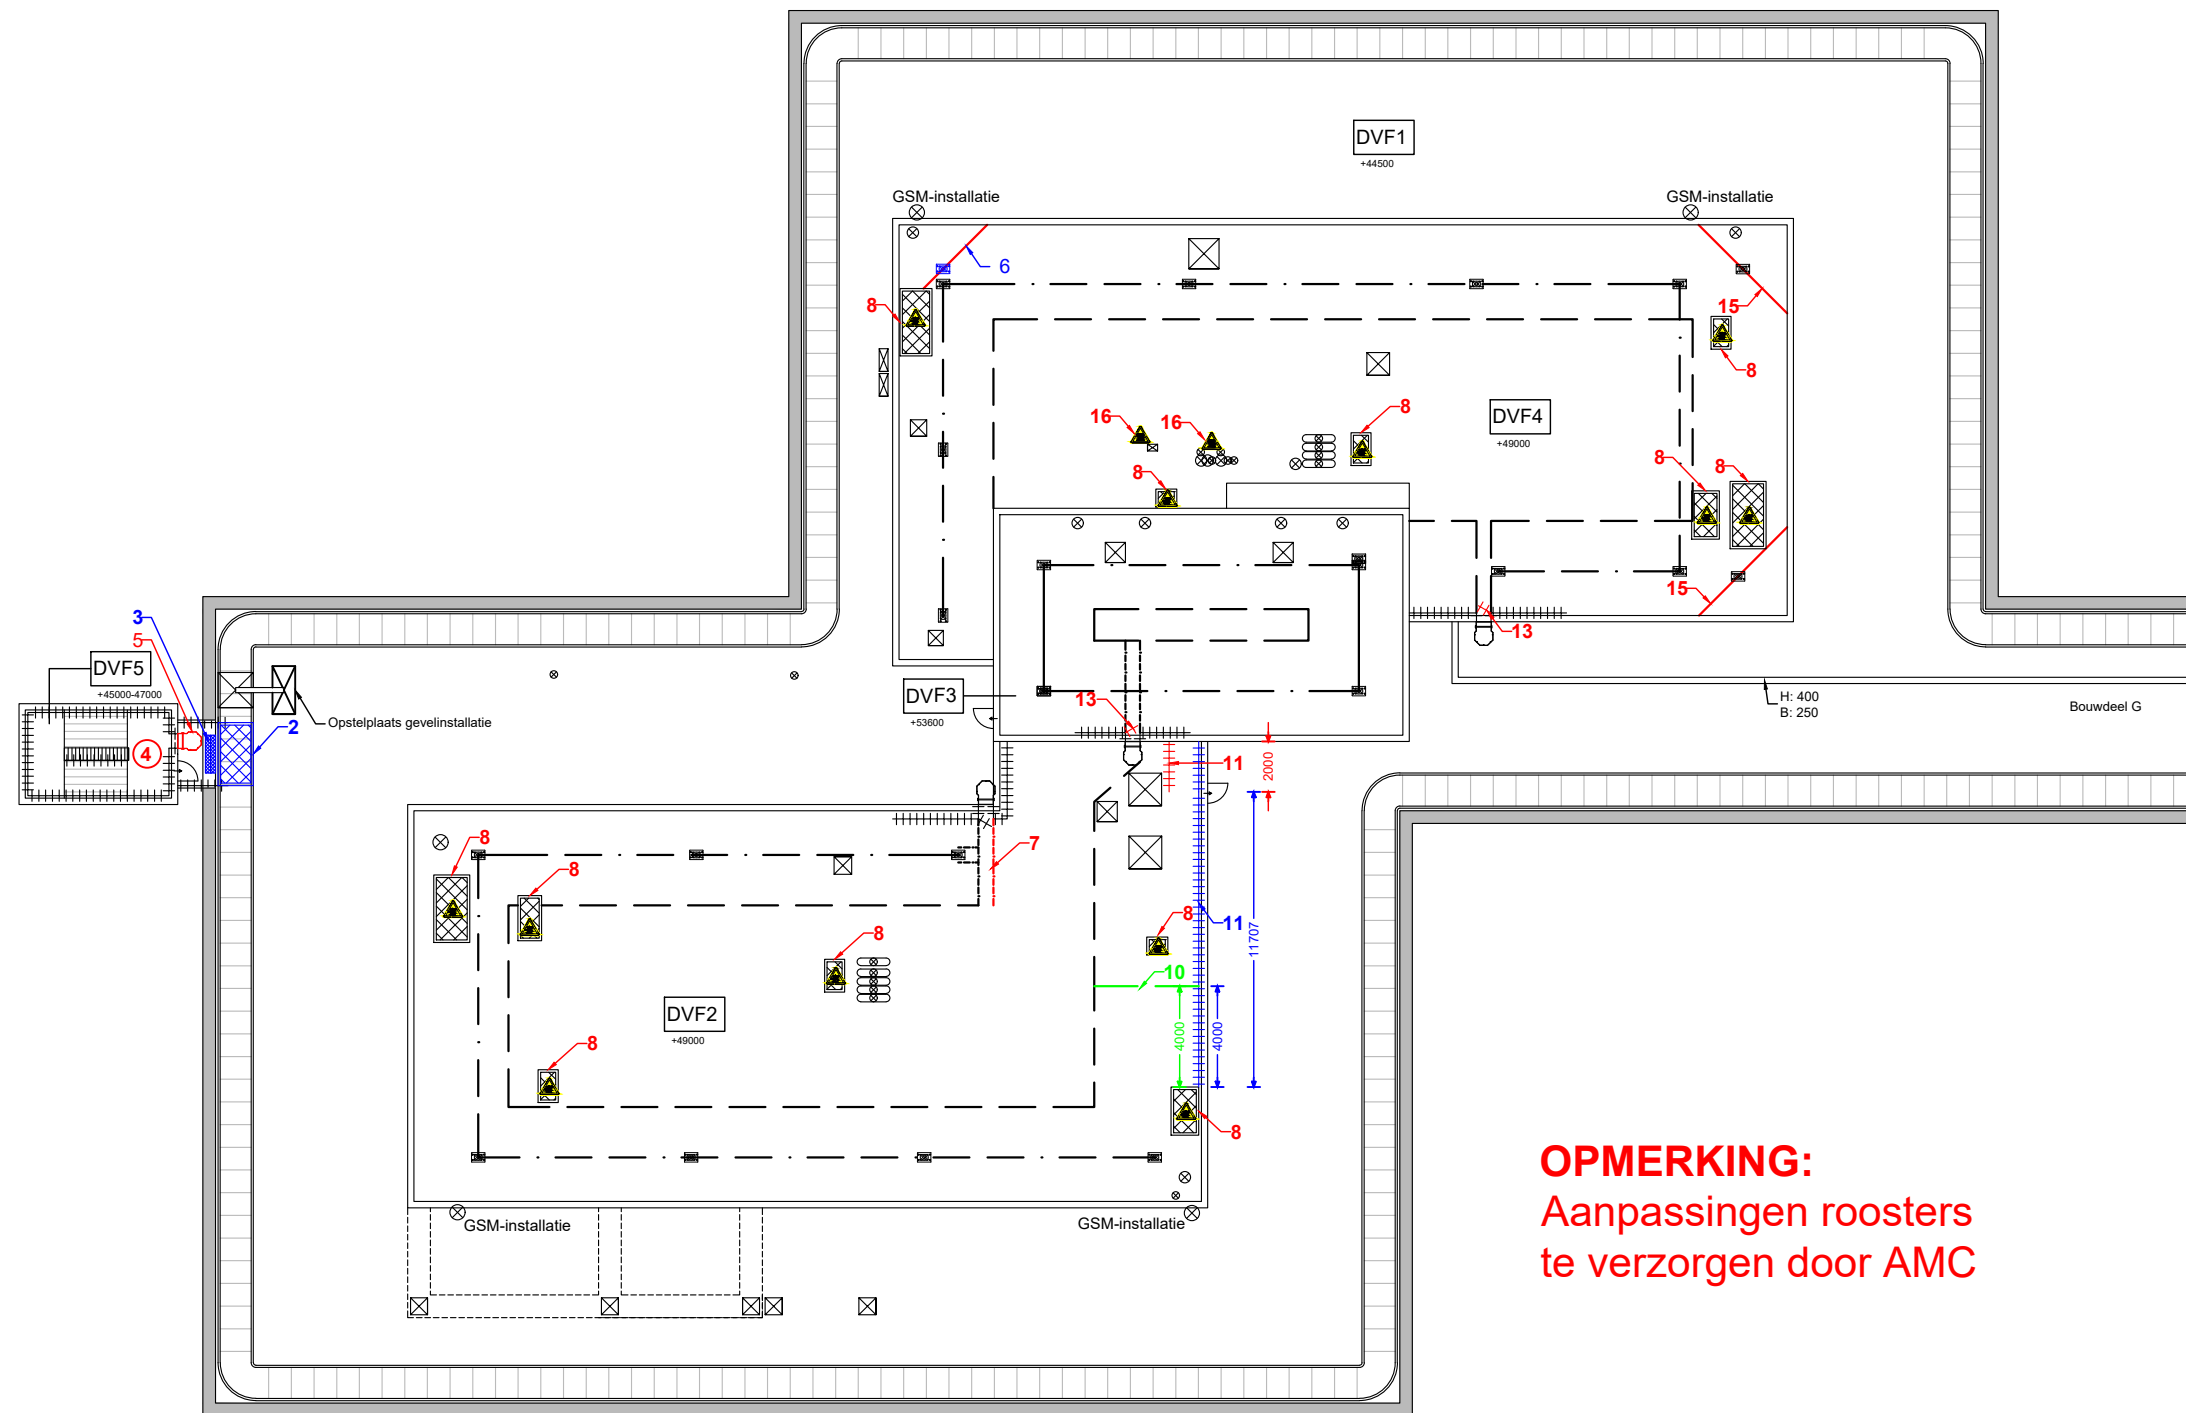 DVF1
+44500
GSM-installatie
GSM-installatie
6
8
15
8
16
16
8
DVF4
+49000
8
8
8
15
13
3
5
DVF5
+45000-47000
4
2
Opstelplaats gevelinstallatie
DVF3
+53600
13
H: 400
B: 250
Bouwdeel G
11
2000
7
8
8
8
8
11
11707
10
4000
4000
DVF2
+49000
8
8
GSM-installatie
GSM-installatie
OPMERKING:
Aanpassingen roosters
te verzorgen door AMC